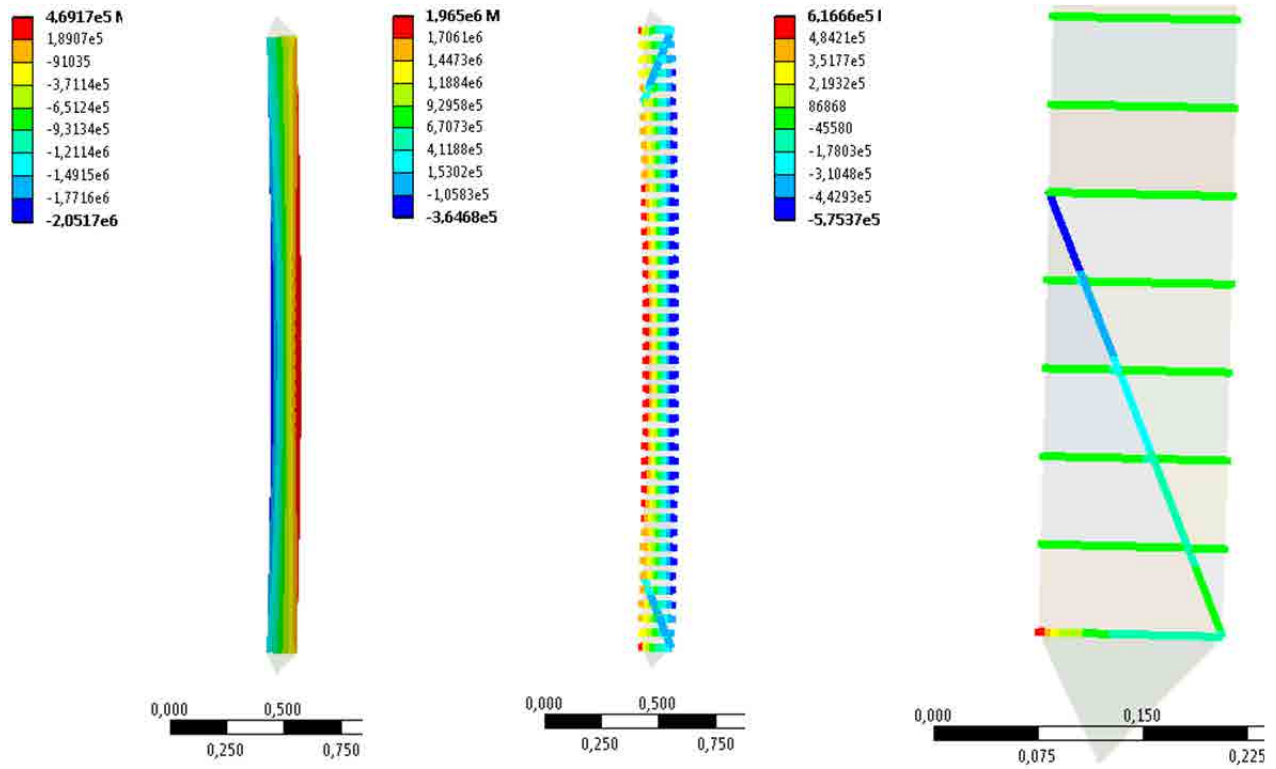 4,6917e5 M
1,8907e5
-91035
-3,7114e5
-6,5124e5
-9,3134e5
-1,2114e6
-1,4915e6
-1,7716e6
-2,0517e6
1,965e6 M
1,7061e6
1,4473e6
1,1884e6
9,2958e5
6,7073e5
4,1188e5
1,5302e5
-1,0583e5
-3,6468e5
6,1666e5
4,8421e5
3,5177e5
2,1932e5
86868
-45580
-1,7803e5
-3,1048e5
-4,4293e5
-5,7537e5
0,000 0,500
0,250 0,750
0,000 0,500
0,250 0,750
0,000 0,150
0,075 0,225